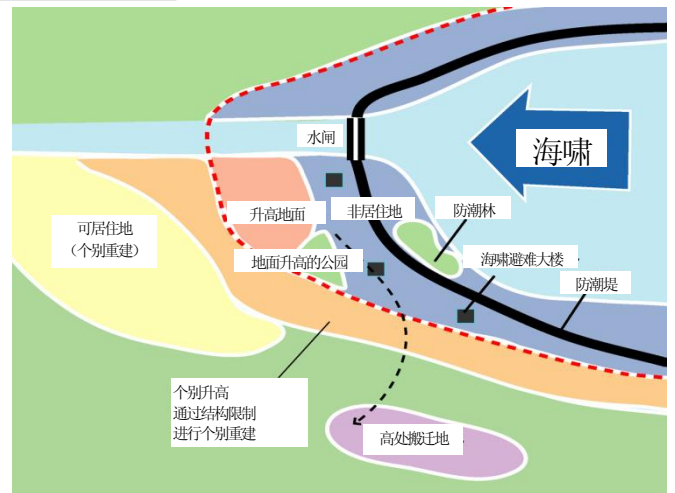 水闸
海啸
升高地面
非居住地
防潮林
可居住地
（个别重建）
地面升高的公园
海啸避难大楼
防潮堤
个别升高
通过结构限制
进行个别重建
高处搬迁地